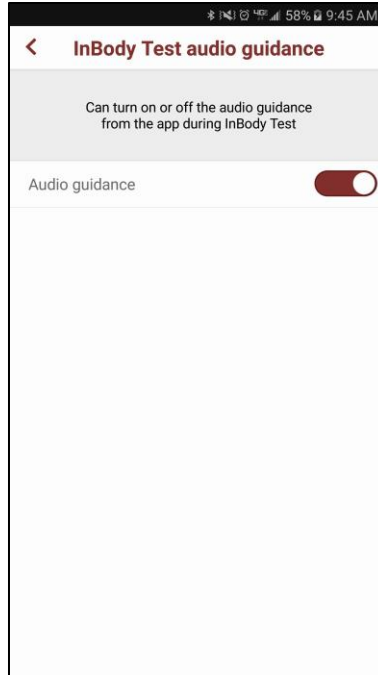 58% 9:45 AM
InBody Test audio guidance
Can turn on or off the audio guidance
from the app during InBody Test
Audio guidance